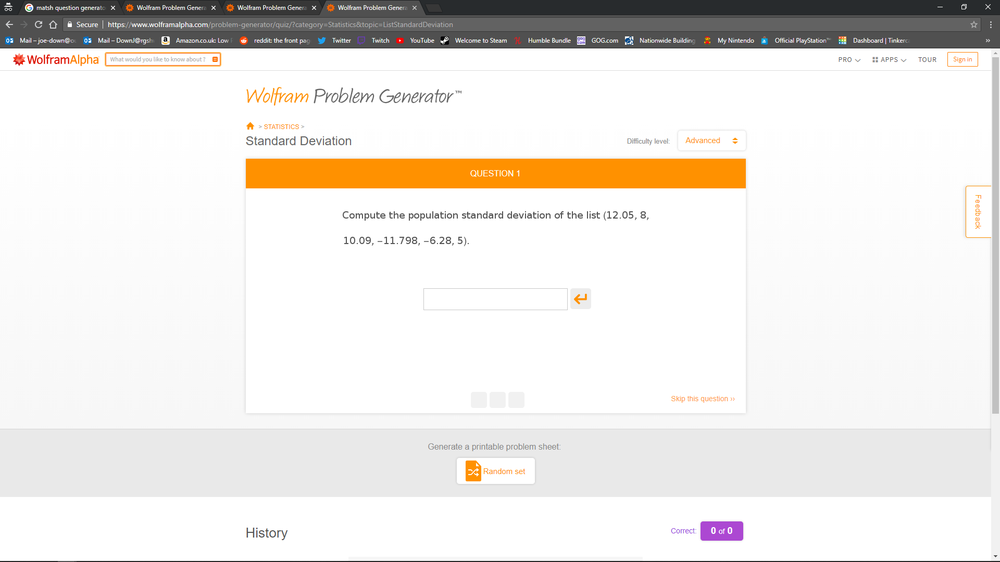 matsh question generato
Wolfram Problem Genera
Wolfram Problem Genera
Wolfram Problem Genera
Secure
https://www.wolframalpha.com/problem-generator/quiz/?category=Statistics&topic=ListStandardDeviation
Mail – joe-down@ou
Mail – DownJ@rgsh
Amazon.co.uk: Low
reddit: the front pag
Twitter
Twitch
YouTube
Welcome to Steam
Humble Bundle
GOG.com
Nationwide Building
My Nintendo
Official PlayStation™
Dashboard | Tinkerc
»
WolframAlpha
What would you like to know about?
PRO
APPS
TOUR
Sign in
Wolfram Problem Generator™
> STATISTICS >
Standard Deviation
Difficulty level:
Advanced
QUESTION 1
Compute the population standard deviation of the list (12.05, 8,
10.09, −11.798, −6.28, 5).
Feedback
Skip this question ››
Generate a printable problem sheet:
Random set
History
Correct:
0 of 0